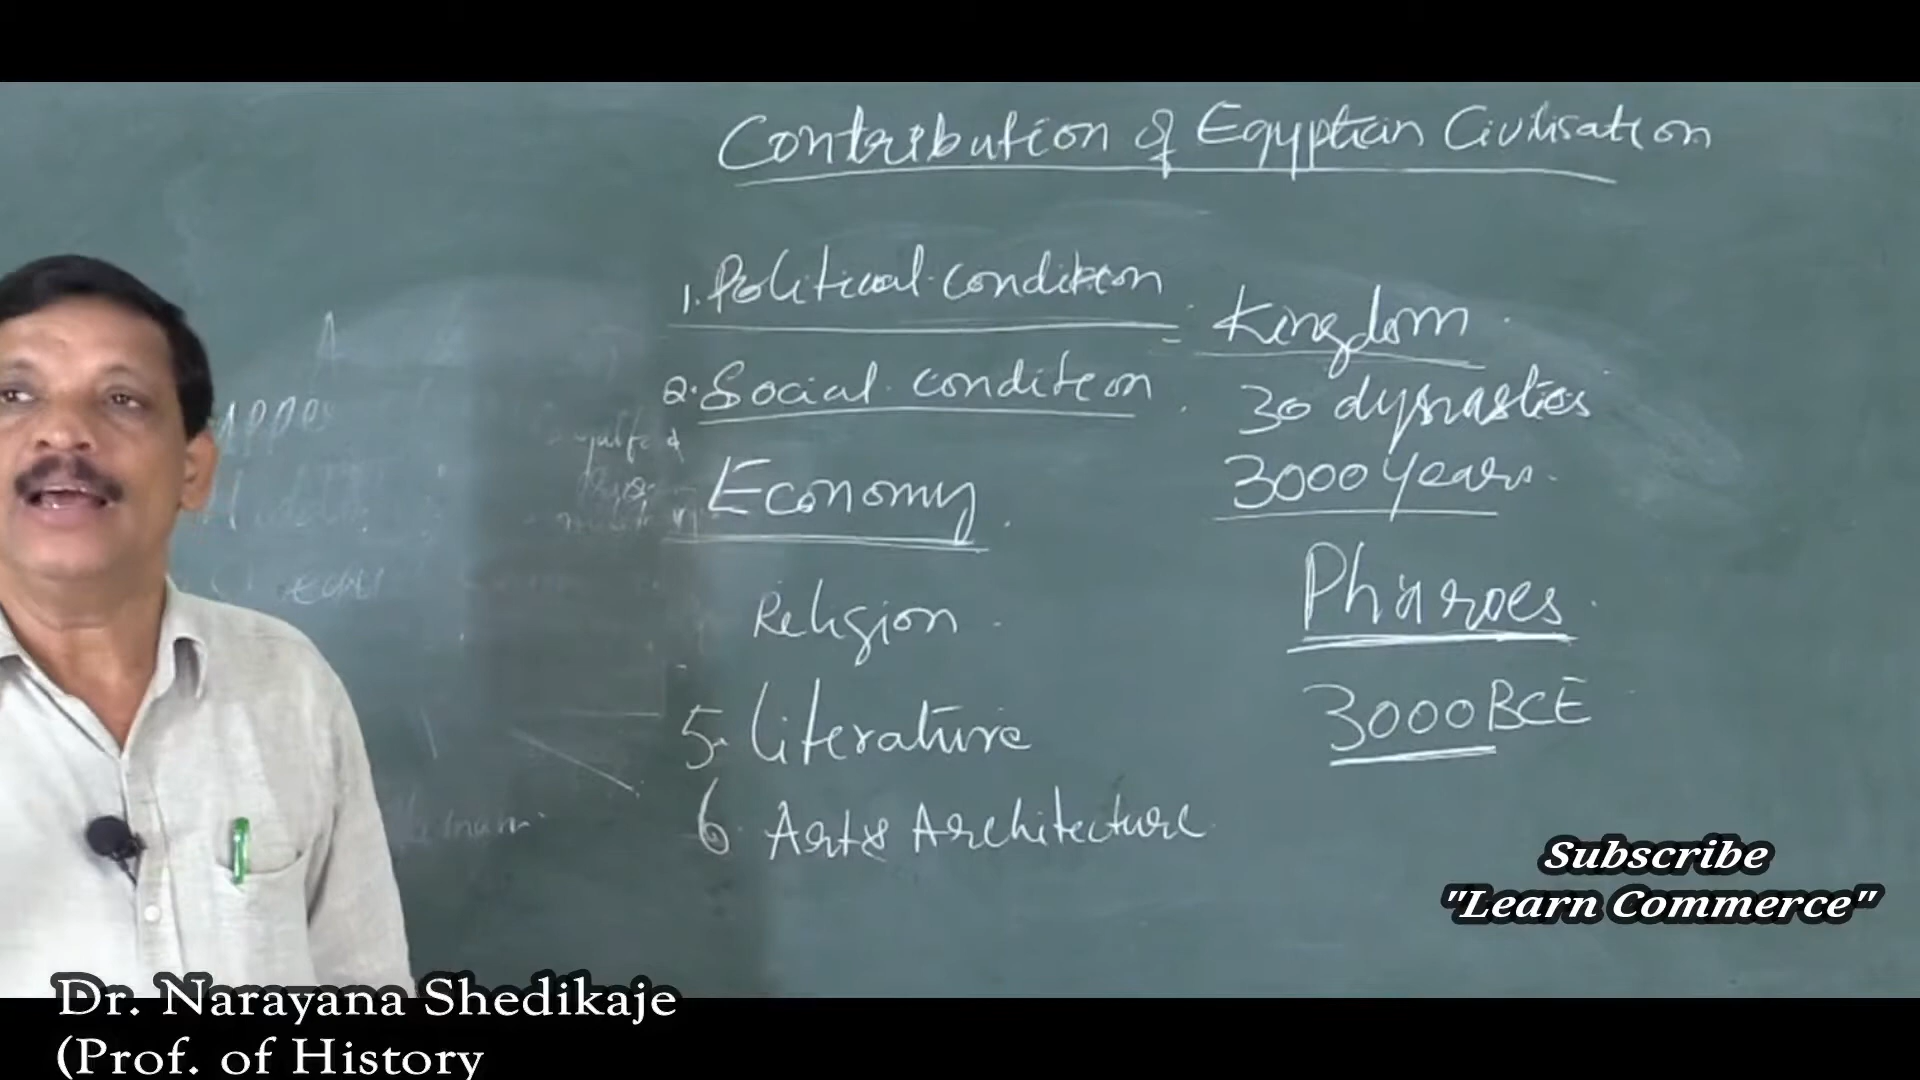 Contribution of Egyptian Civilisation
1. Political condition
2. Social condition
Economy
Religion
5. Literature
6. Art & Architecture
Kingdom
30 dynasties
3000 years
Pharoes
3000 BCE
Subscribe
"Learn Commerce"
Dr. Narayana Shedikaje
(Prof. of History